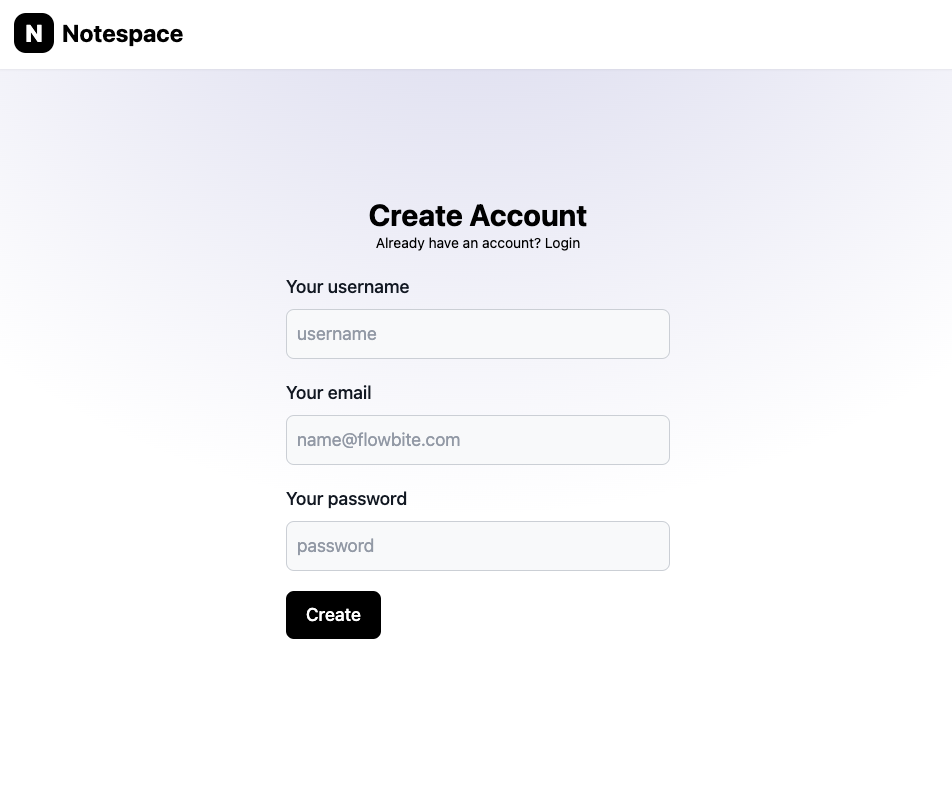 N Notespace
Create Account
Already have an account? Login
Your username
username
Your email
name@flowbite.com
Your password
password
Create